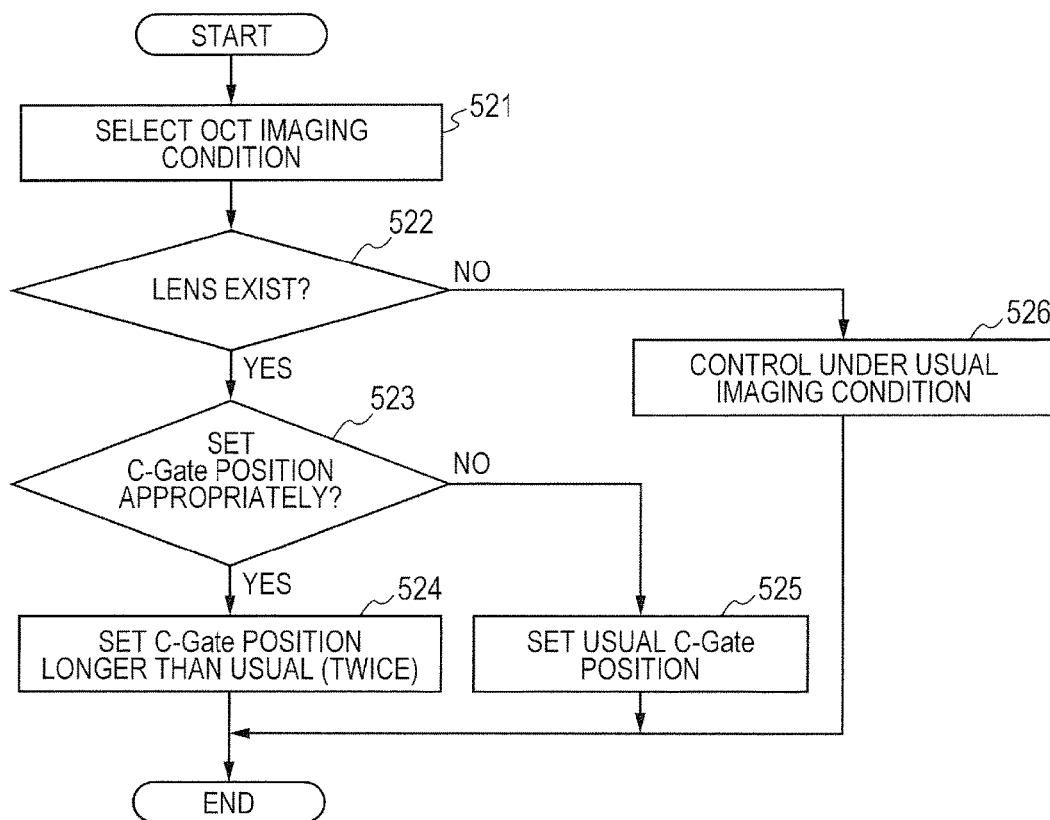 START
521
SELECT OCT IMAGING
CONDITION
522
LENS EXIST?
NO
YES
526
CONTROL UNDER USUAL
IMAGING CONDITION
523
SET
C-Gate POSITION
APPROPRIATELY?
NO
YES
524
SET C-Gate POSITION
LONGER THAN USUAL (TWICE)
525
SET USUAL C-Gate
POSITION
END